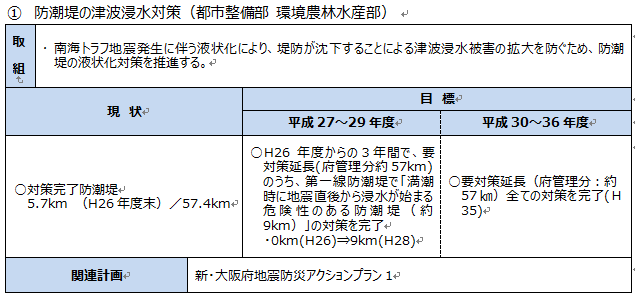 ① 防潮堤の津波浸水対策（都市整備部 環境農林水産部）
取組
・ 南海トラフ地震発生に伴う液状化により、堤防が沈下することによる津波浸水被害の拡大を防ぐため、防潮
堤の液状化対策を推進する。
現 状
目 標
平成 27～29 年度
平成 30～36 年度
○対策完了防潮堤
5.7km （H26 年度末）／57.4km
○H26 年度からの３年間で、要
対策延長(府管理分約 57km)
のうち、第一線防潮堤で「満潮
時に地震直後から浸水が始まる
危険性のある防潮堤（約
9km）」の対策を完了
・0km(H26)⇒9km(H28)
○要対策延長（府管理分：約
57㎞）全ての対策を完了(H
35)
関連計画
新・大阪府地震防災アクションプラン 1